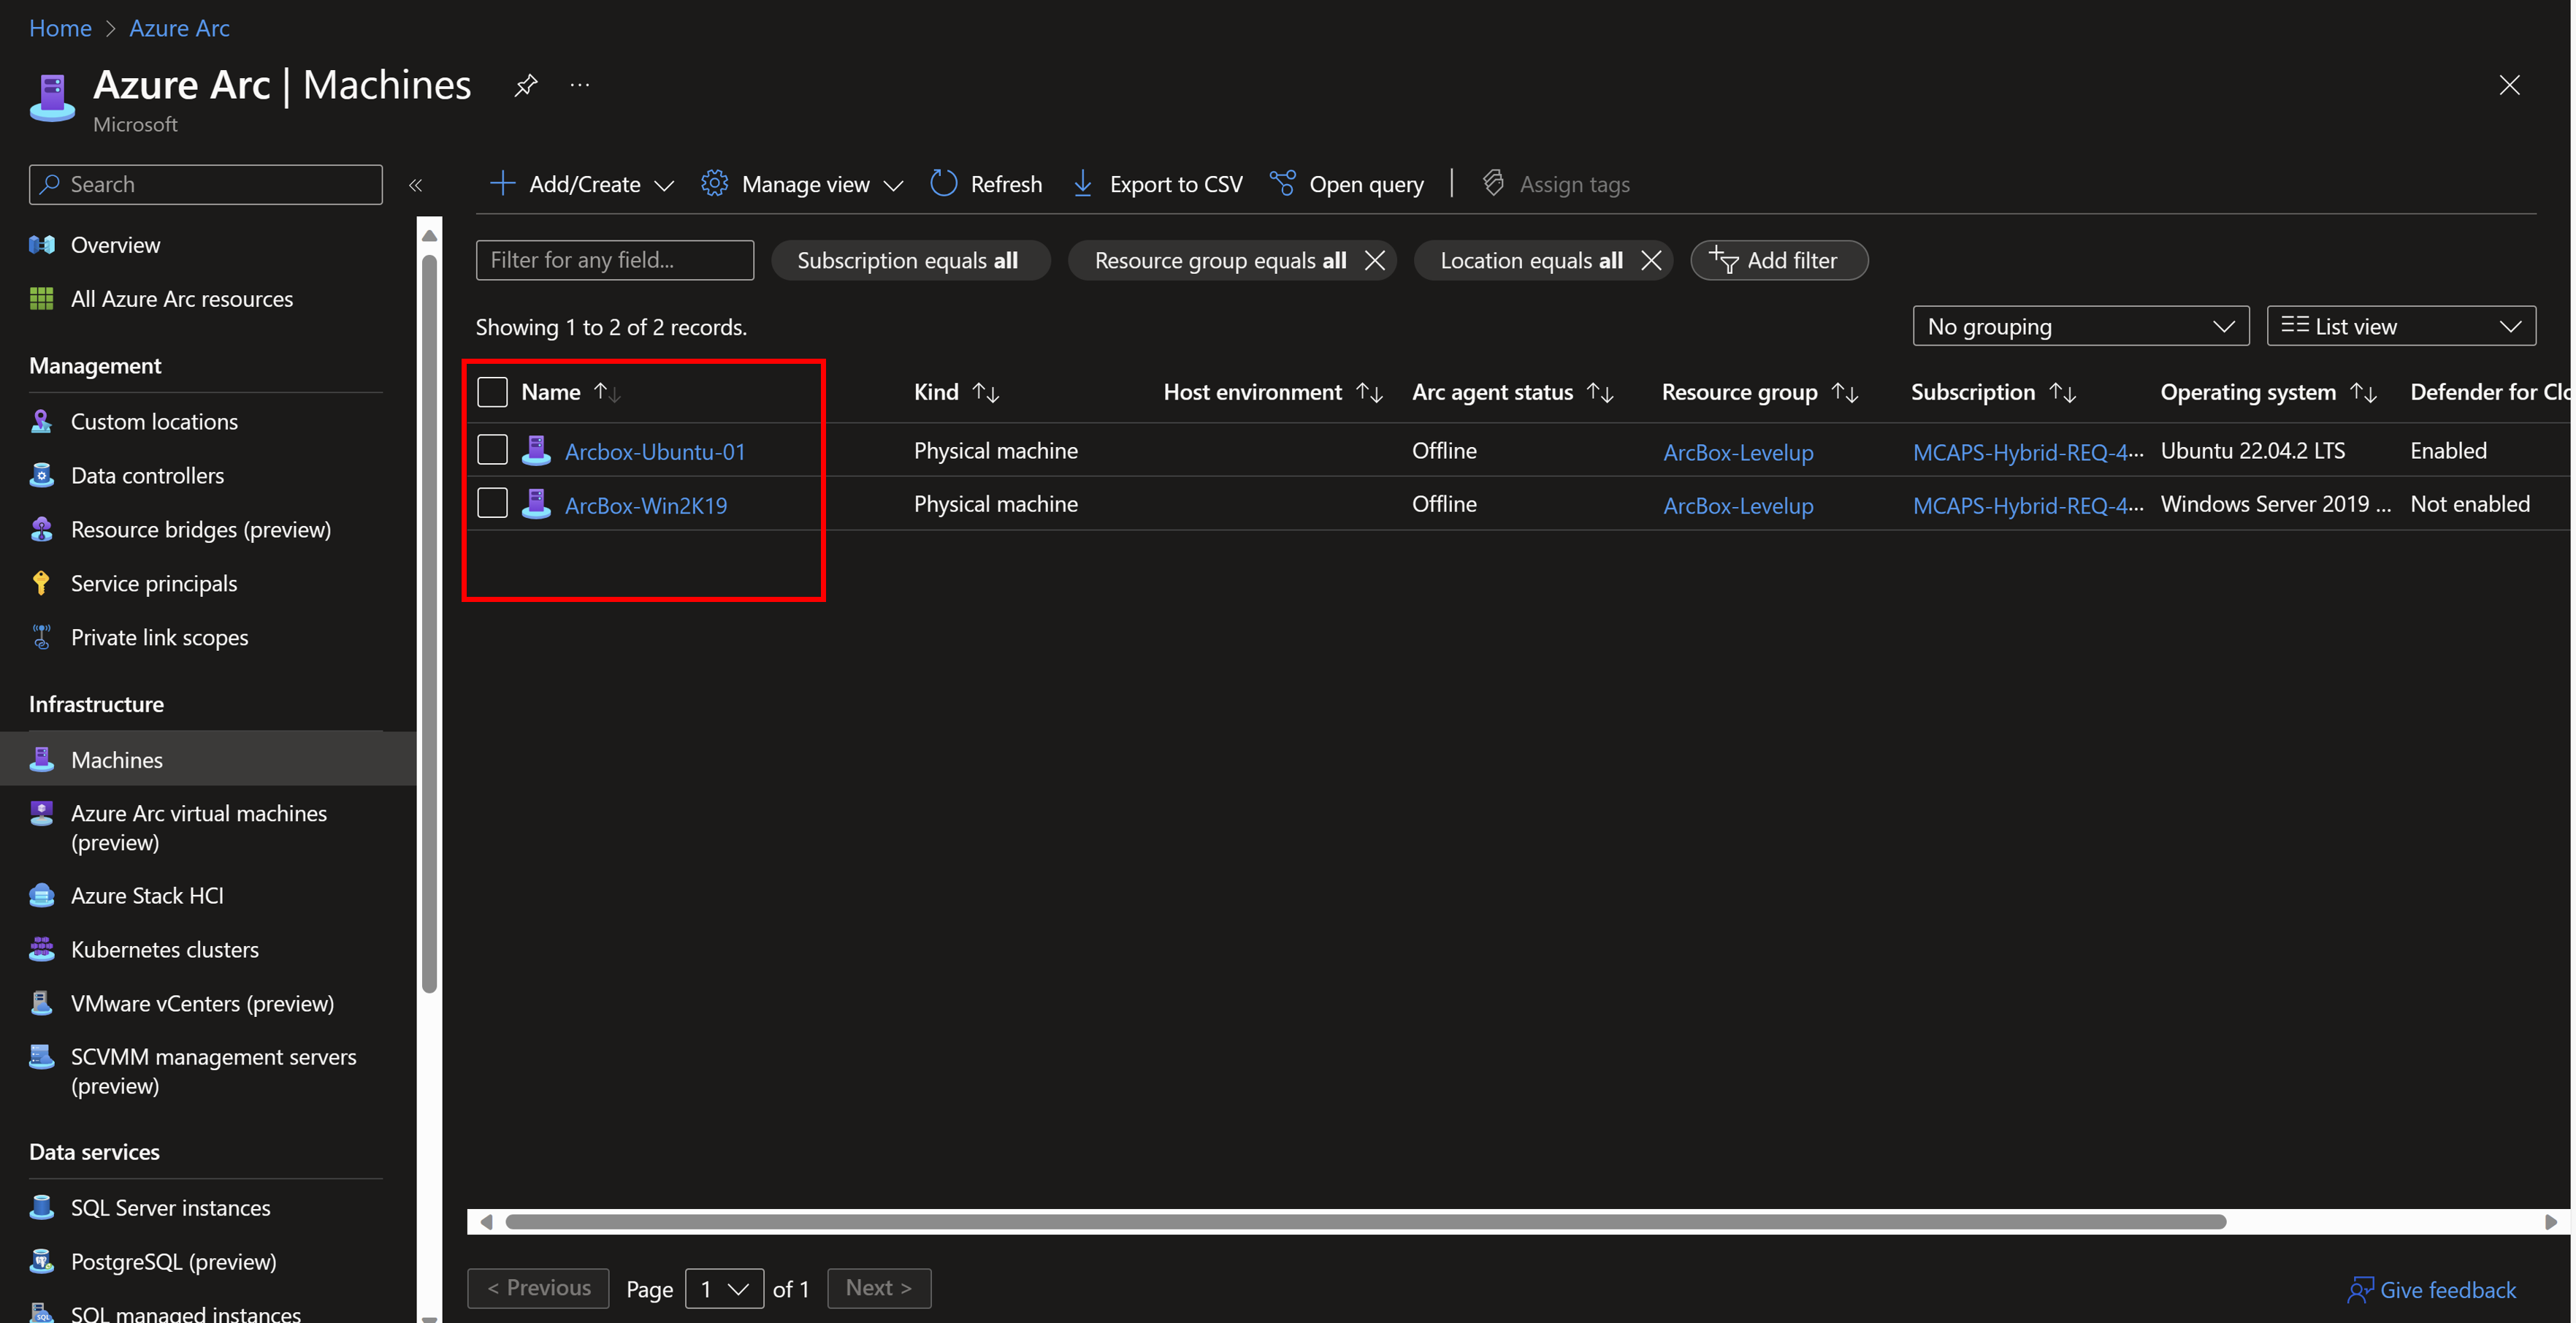 Home > Azure Arc
Azure Arc | Machines ...
Microsoft
Search «
Overview
All Azure Arc resources
Management
Custom locations
Data controllers
Resource bridges (preview)
Service principals
Private link scopes
Infrastructure
Machines
Azure Arc virtual machines
(preview)
Azure Stack HCI
Kubernetes clusters
VMware vCenters (preview)
SCVMM management servers
(preview)
Data services
SQL Server instances
PostgreSQL (preview)
SQL managed instances
Add/Create Manage view Refresh Export to CSV Open query | Assign tags
Filter for any field... Subscription equals all Resource group equals all Location equals all Add filter
Showing 1 to 2 of 2 records. No grouping List view
Name ↑↓ Kind ↑↓ Host environment ↑↓ Arc agent status ↑↓ Resource group ↑↓ Subscription ↑↓ Operating system ↑↓ Defender for Clo
Arcbox-Ubuntu-01 Physical machine Offline ArcBox-Levelup MCAPS-Hybrid-REQ-4... Ubuntu 22.04.2 LTS Enabled
ArcBox-Win2K19 Physical machine Offline ArcBox-Levelup MCAPS-Hybrid-REQ-4... Windows Server 2019 ... Not enabled
< Previous Page 1 of 1 Next > Give feedback